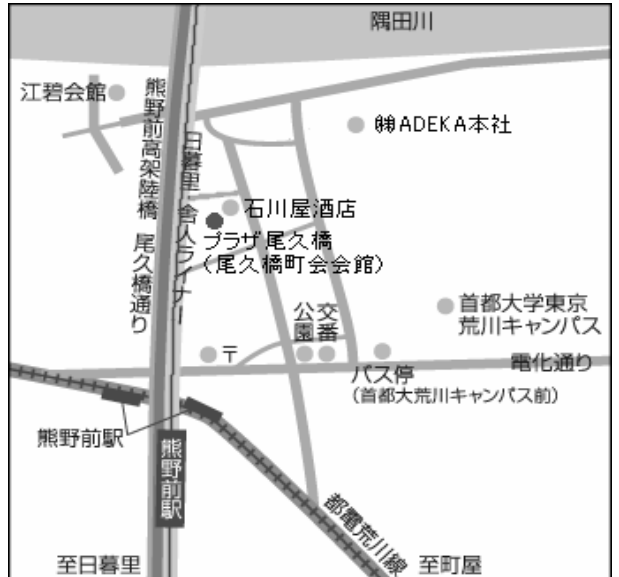 隅田川
江碧会館
熊野前高架陸橋
尾久橋通り
日暮里・舎人ライナー
㈱ADEKA本社
石川屋酒店
プラザ尾久橋
(尾久橋町会会館)
公園
交番
首都大学東京
荒川キャンパス
〒
バス停
(首都大荒川キャンパス前)
電化通り
熊野前駅
熊野前駅
都電荒川線
至日暮里
至町屋